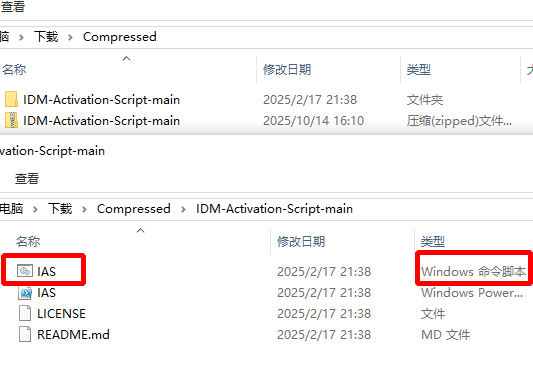 查看
脑 > 下载 > Compressed
名称 修改日期 类型
IDM-Activation-Script-main 2025/2/17 21:38 文件夹
IDM-Activation-Script-main 2025/10/14 16:10 压缩(zipped)文件...
vation-Script-main
查看
电脑 > 下载 > Compressed > IDM-Activation-Script-main
名称 修改日期 类型
IAS 2025/2/17 21:38 Windows 命令脚本
IAS 2025/2/17 21:38 Windows Power...
LICENSE 2025/2/17 21:38 文件
README.md 2025/2/17 21:38 MD 文件